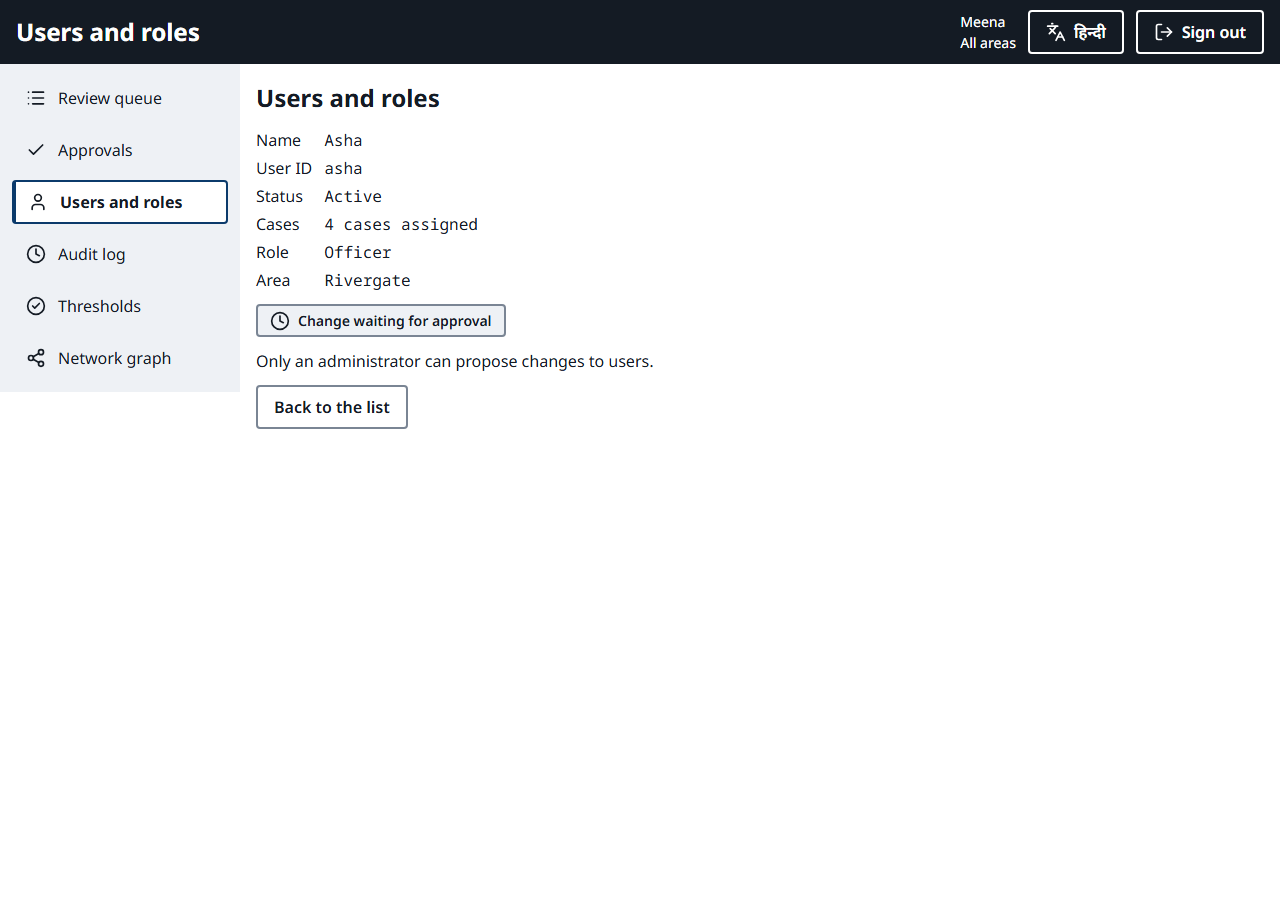 Users and roles
Meena
All areas
हिन्दी
Sign out
Review queue
Approvals
Users and roles
Audit log
Thresholds
Network graph
Users and roles
Name Asha
User ID asha
Status Active
Cases 4 cases assigned
Role Officer
Area Rivergate
Change waiting for approval
Only an administrator can propose changes to users.
Back to the list